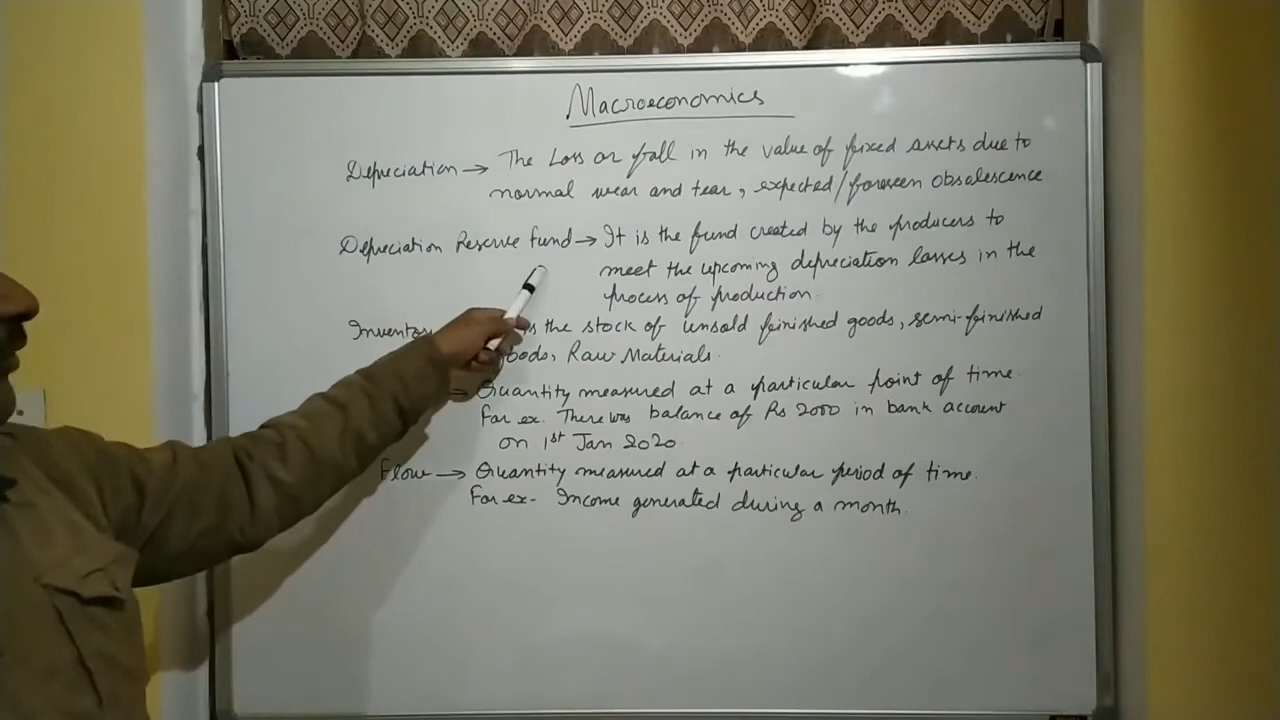 Macroeconomics
Depreciation → The Loss or fall in the value of fixed assets due to
normal wear and tear, expected/foreseen obsolescence
Depreciation Reserve fund → It is the fund created by the producers to
meet the upcoming depreciation losses in the
process of production.
is the stock of unsold finished goods, semi-finished
goods, Raw Materials.
Quantity measured at a particular point of time.
For ex. There was balance of Rs 2000 in bank account
on 1st Jan 2020.
Flow → Quantity measured at a particular period of time.
For ex- Income generated during a month.